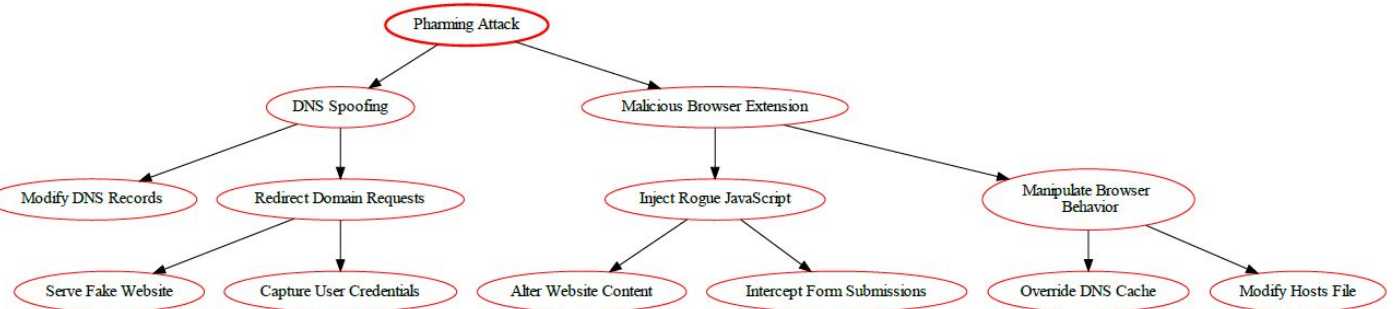 Pharming Attack
DNS Spoofing
Malicious Browser Extension
Modify DNS Records
Redirect Domain Requests
Inject Rogue JavaScript
Manipulate Browser
Behavior
Serve Fake Website
Capture User Credentials
Alter Website Content
Intercept Form Submissions
Override DNS Cache
Modify Hosts File